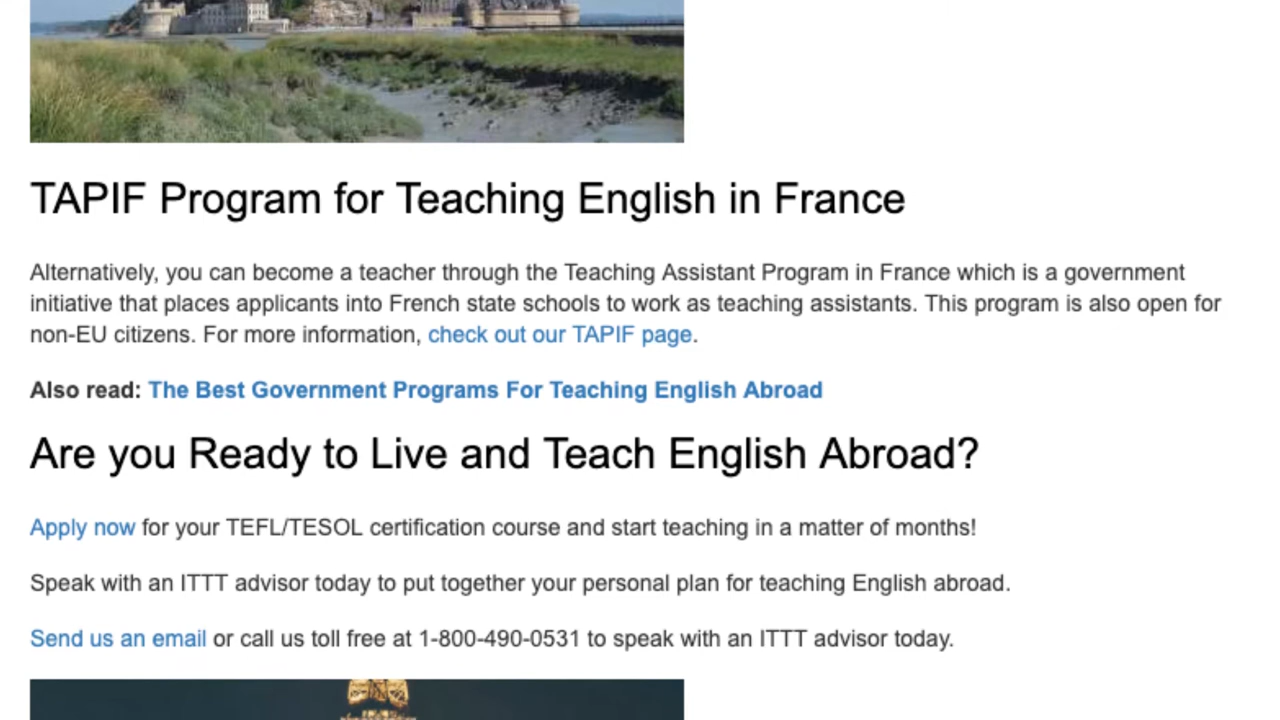 TAPIF Program for Teaching English in France
Alternatively, you can become a teacher through the Teaching Assistant Program in France which is a government
initiative that places applicants into French state schools to work as teaching assistants. This program is also open for
non-EU citizens. For more information, check out our TAPIF page.
Also read: The Best Government Programs For Teaching English Abroad
Are you Ready to Live and Teach English Abroad?
Apply now for your TEFL/TESOL certification course and start teaching in a matter of months!
Speak with an ITTT advisor today to put together your personal plan for teaching English abroad.
Send us an email or call us toll free at 1-800-490-0531 to speak with an ITTT advisor today.